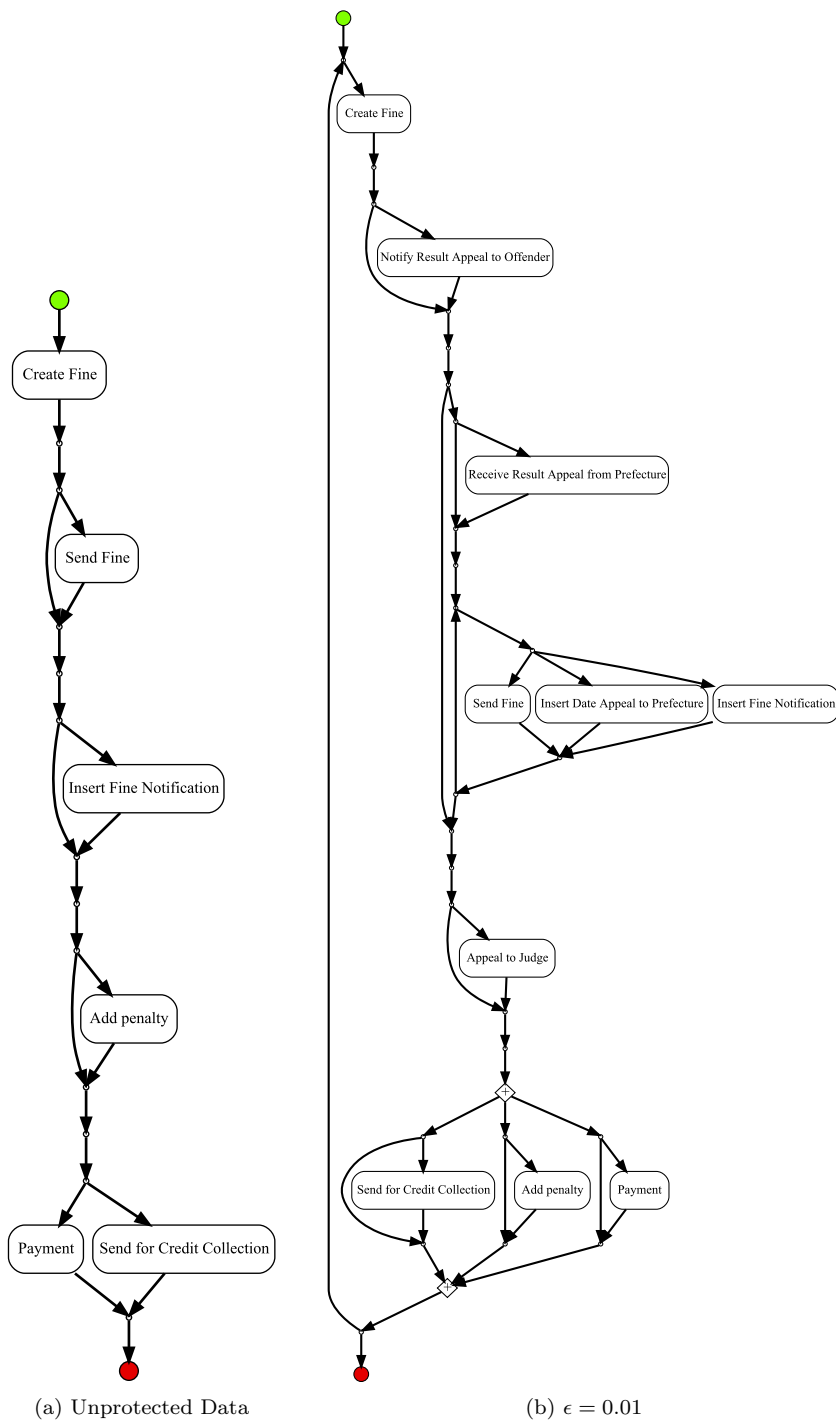 Create Fine
Send Fine
Insert Fine Notification
Add penalty
Payment
Send for Credit Collection
(a) Unprotected Data
Create Fine
Notify Result Appeal to Offender
Receive Result Appeal from Prefecture
Send Fine
Insert Date Appeal to Prefecture
Insert Fine Notification
Appeal to Judge
+
Send for Credit Collection
Add penalty
Payment
+
(b) ϵ = 0.01